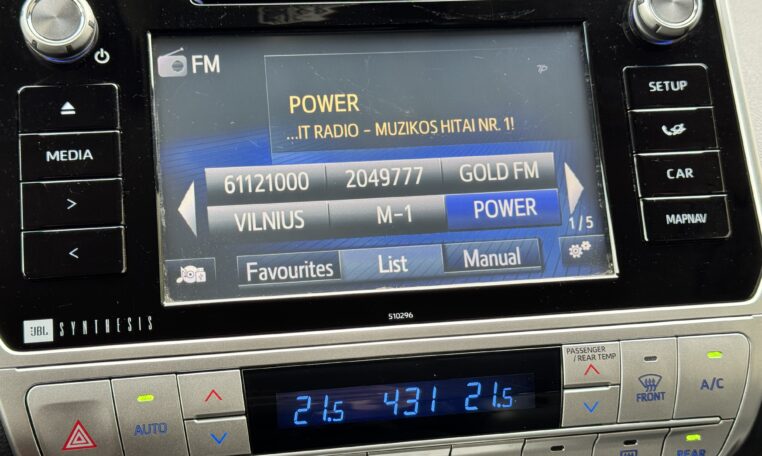 FM
POWER
...IT RADIO - MUZIKOS HITAI NR. 1!
61121000 2049777 GOLD FM
VILNIUS M-1 POWER
1/5
Favourites List Manual
MEDIA
>
<
SETUP
CAR
MAPNAV
JBL SYNTHESIS
510296
PASSENGER
/REAR TEMP
21.5 431 21.5
AUTO
FRONT
A/C
REAR